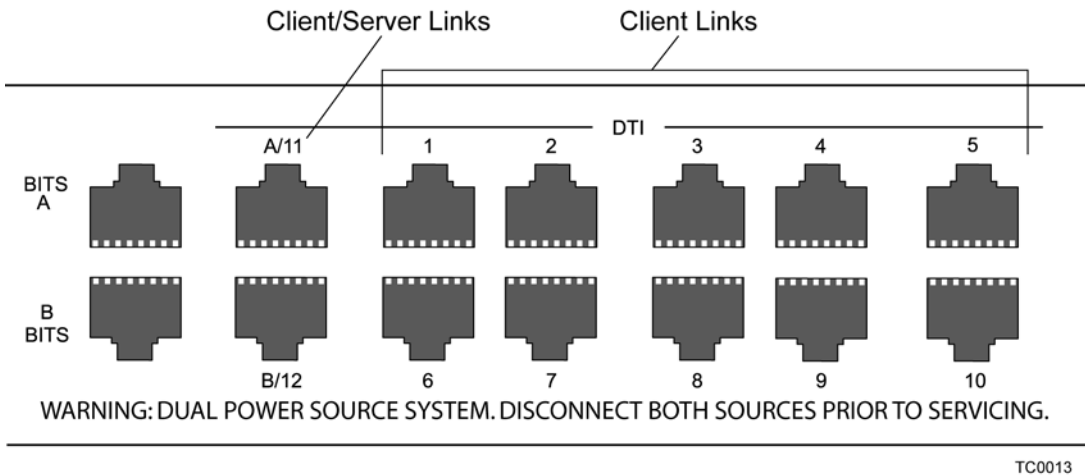 Client/Server Links Client Links
DTI
A/11 1 2 3 4 5
BITS
A
B
BITS
B/12 6 7 8 9 10
WARNING: DUAL POWER SOURCE SYSTEM. DISCONNECT BOTH SOURCES PRIOR TO SERVICING.
TC0013